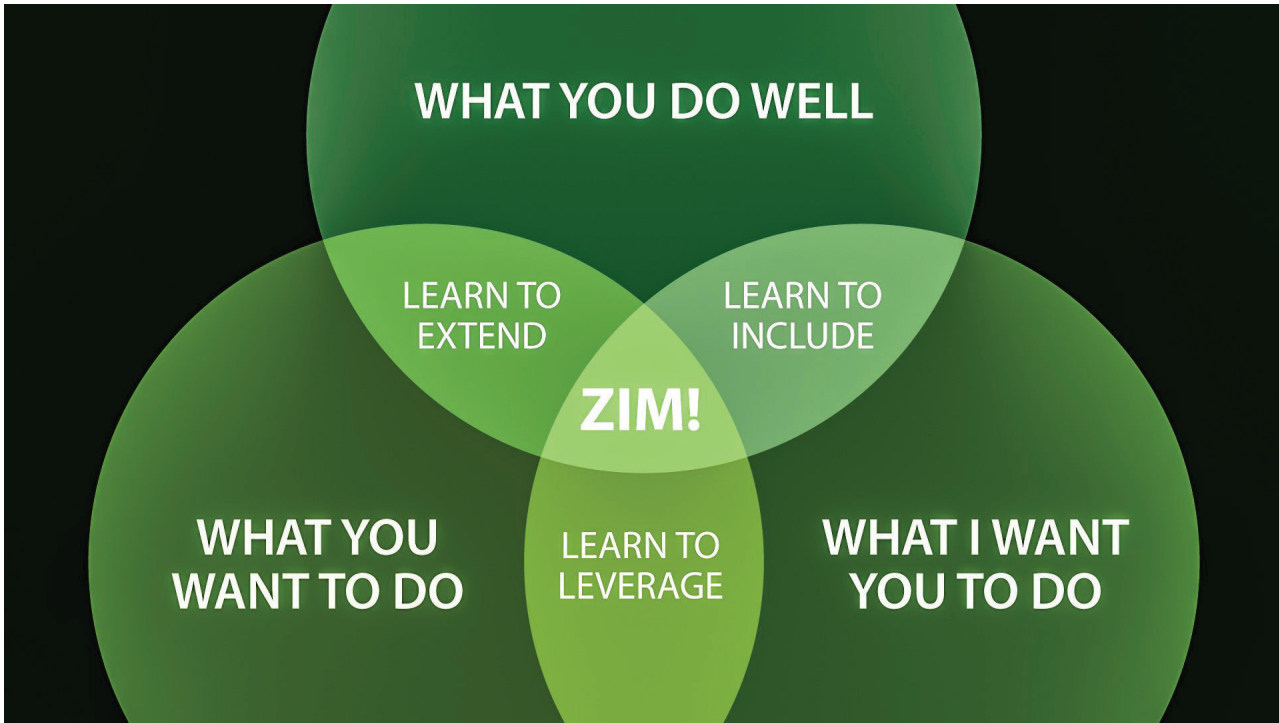 WHAT YOU DO WELL
LEARN TO
EXTEND
LEARN TO
INCLUDE
ZIM!
WHAT YOU
WANT TO DO
LEARN TO
LEVERAGE
WHAT I WANT
YOU TO DO